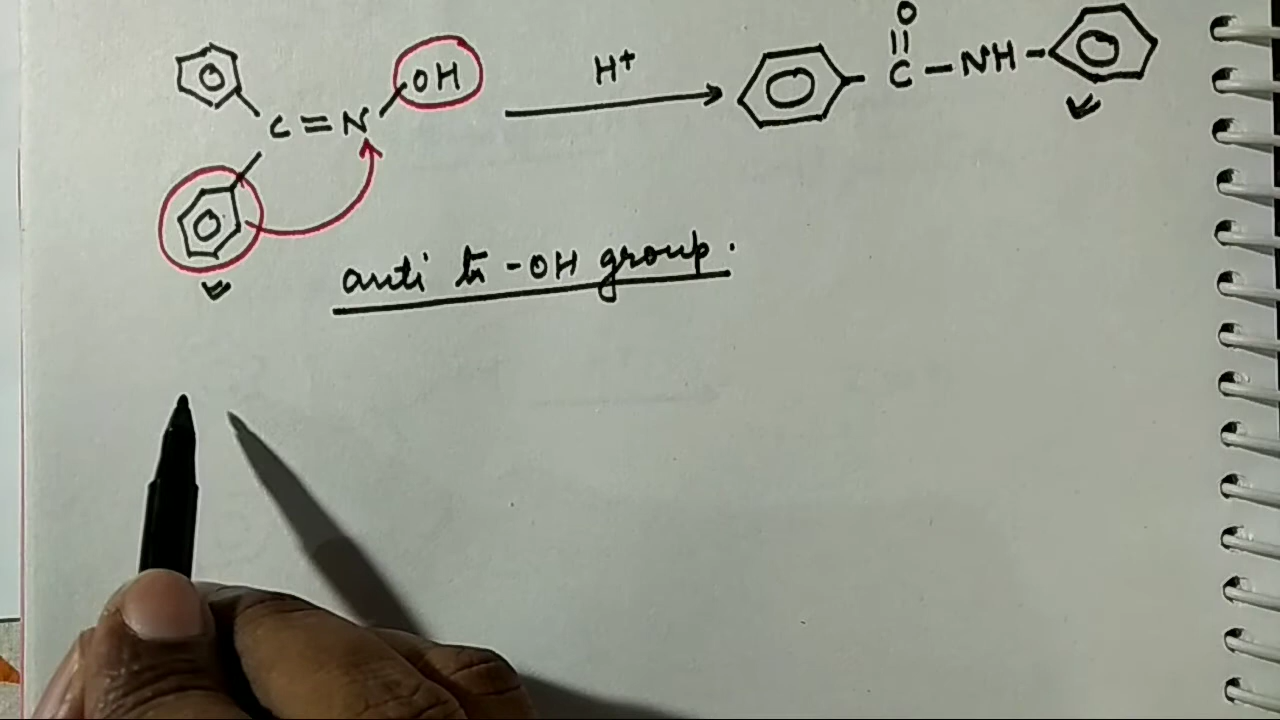 OH
C=N
H⁺
O
C-NH-
anti to -OH group.